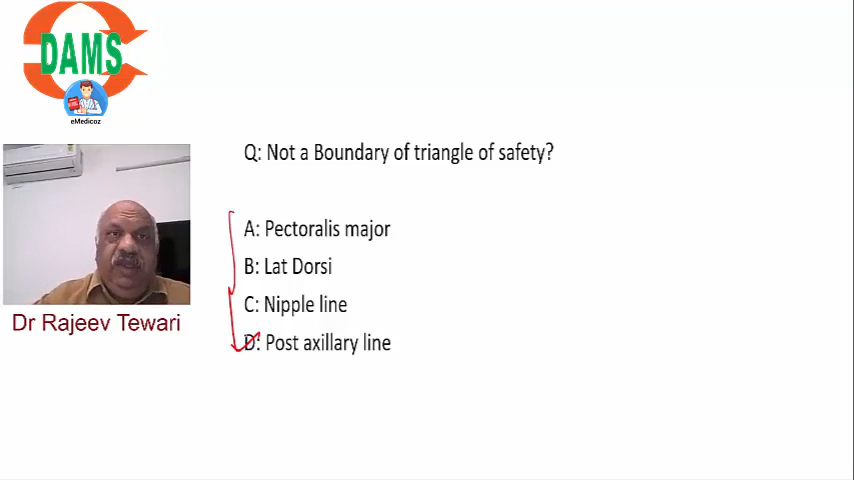 DAMS
eMedicoz
Q: Not a Boundary of triangle of safety?
A: Pectoralis major
B: Lat Dorsi
C: Nipple line
D: Post axillary line
Dr Rajeev Tewari